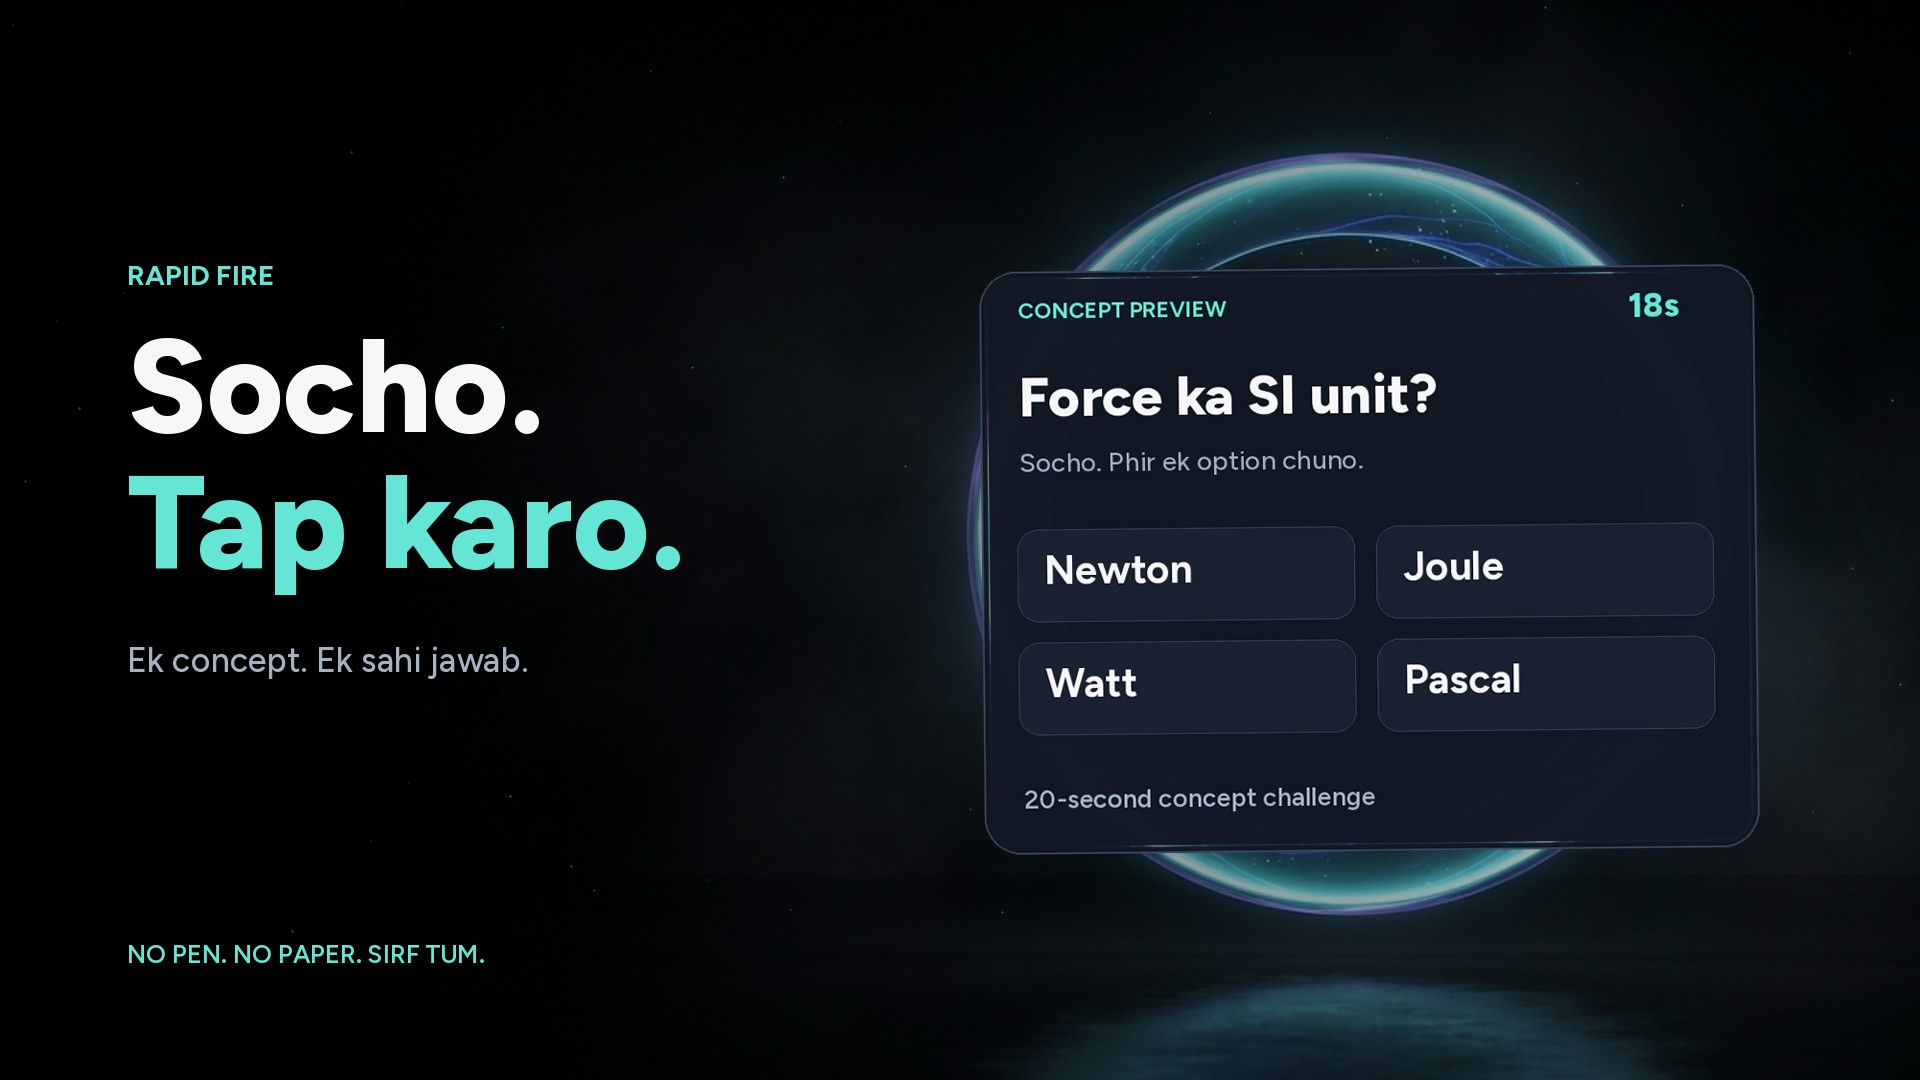 RAPID FIRE
Socho.
Tap karo.
Ek concept. Ek sahi jawab.
NO PEN. NO PAPER. SIRF TUM.
CONCEPT PREVIEW
18s
Force ka SI unit?
Socho. Phir ek option chuno.
Newton
Joule
Watt
Pascal
20-second concept challenge